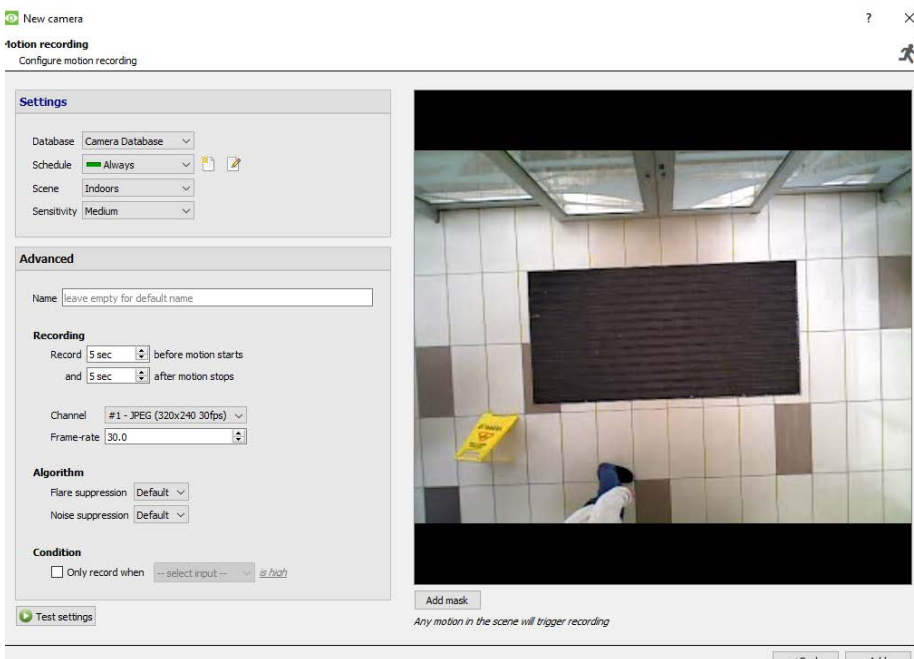 New camera
? ×
Motion recording
Configure motion recording
Settings
Database Camera Database
Schedule Always
Scene Indoors
Sensitivity Medium
Advanced
Name leave empty for default name
Recording
Record 5 sec before motion starts
and 5 sec after motion stops
Channel #1 - JPEG (320x240 30fps)
Frame-rate 30.0
Algorithm
Flare suppression Default
Noise suppression Default
Condition
Only record when -- select input -- is high
Test settings
Add mask
Any motion in the scene will trigger recording